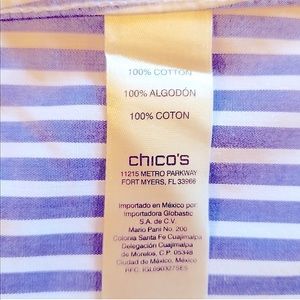 100% COTTON
100% ALGODÓN
100% COTON
chico's
11215 METRO PARKWAY
FORT MYERS, FL 33966
Importado en México por:
Importadora Globastic
S.A. de C.V.
Mario Pani No. 200
Colonia Santa Fe Cuajimalpa
Delegación Cuajimalpa
de Morelos, C.P. 05348
Ciudad de México, México
RFC: